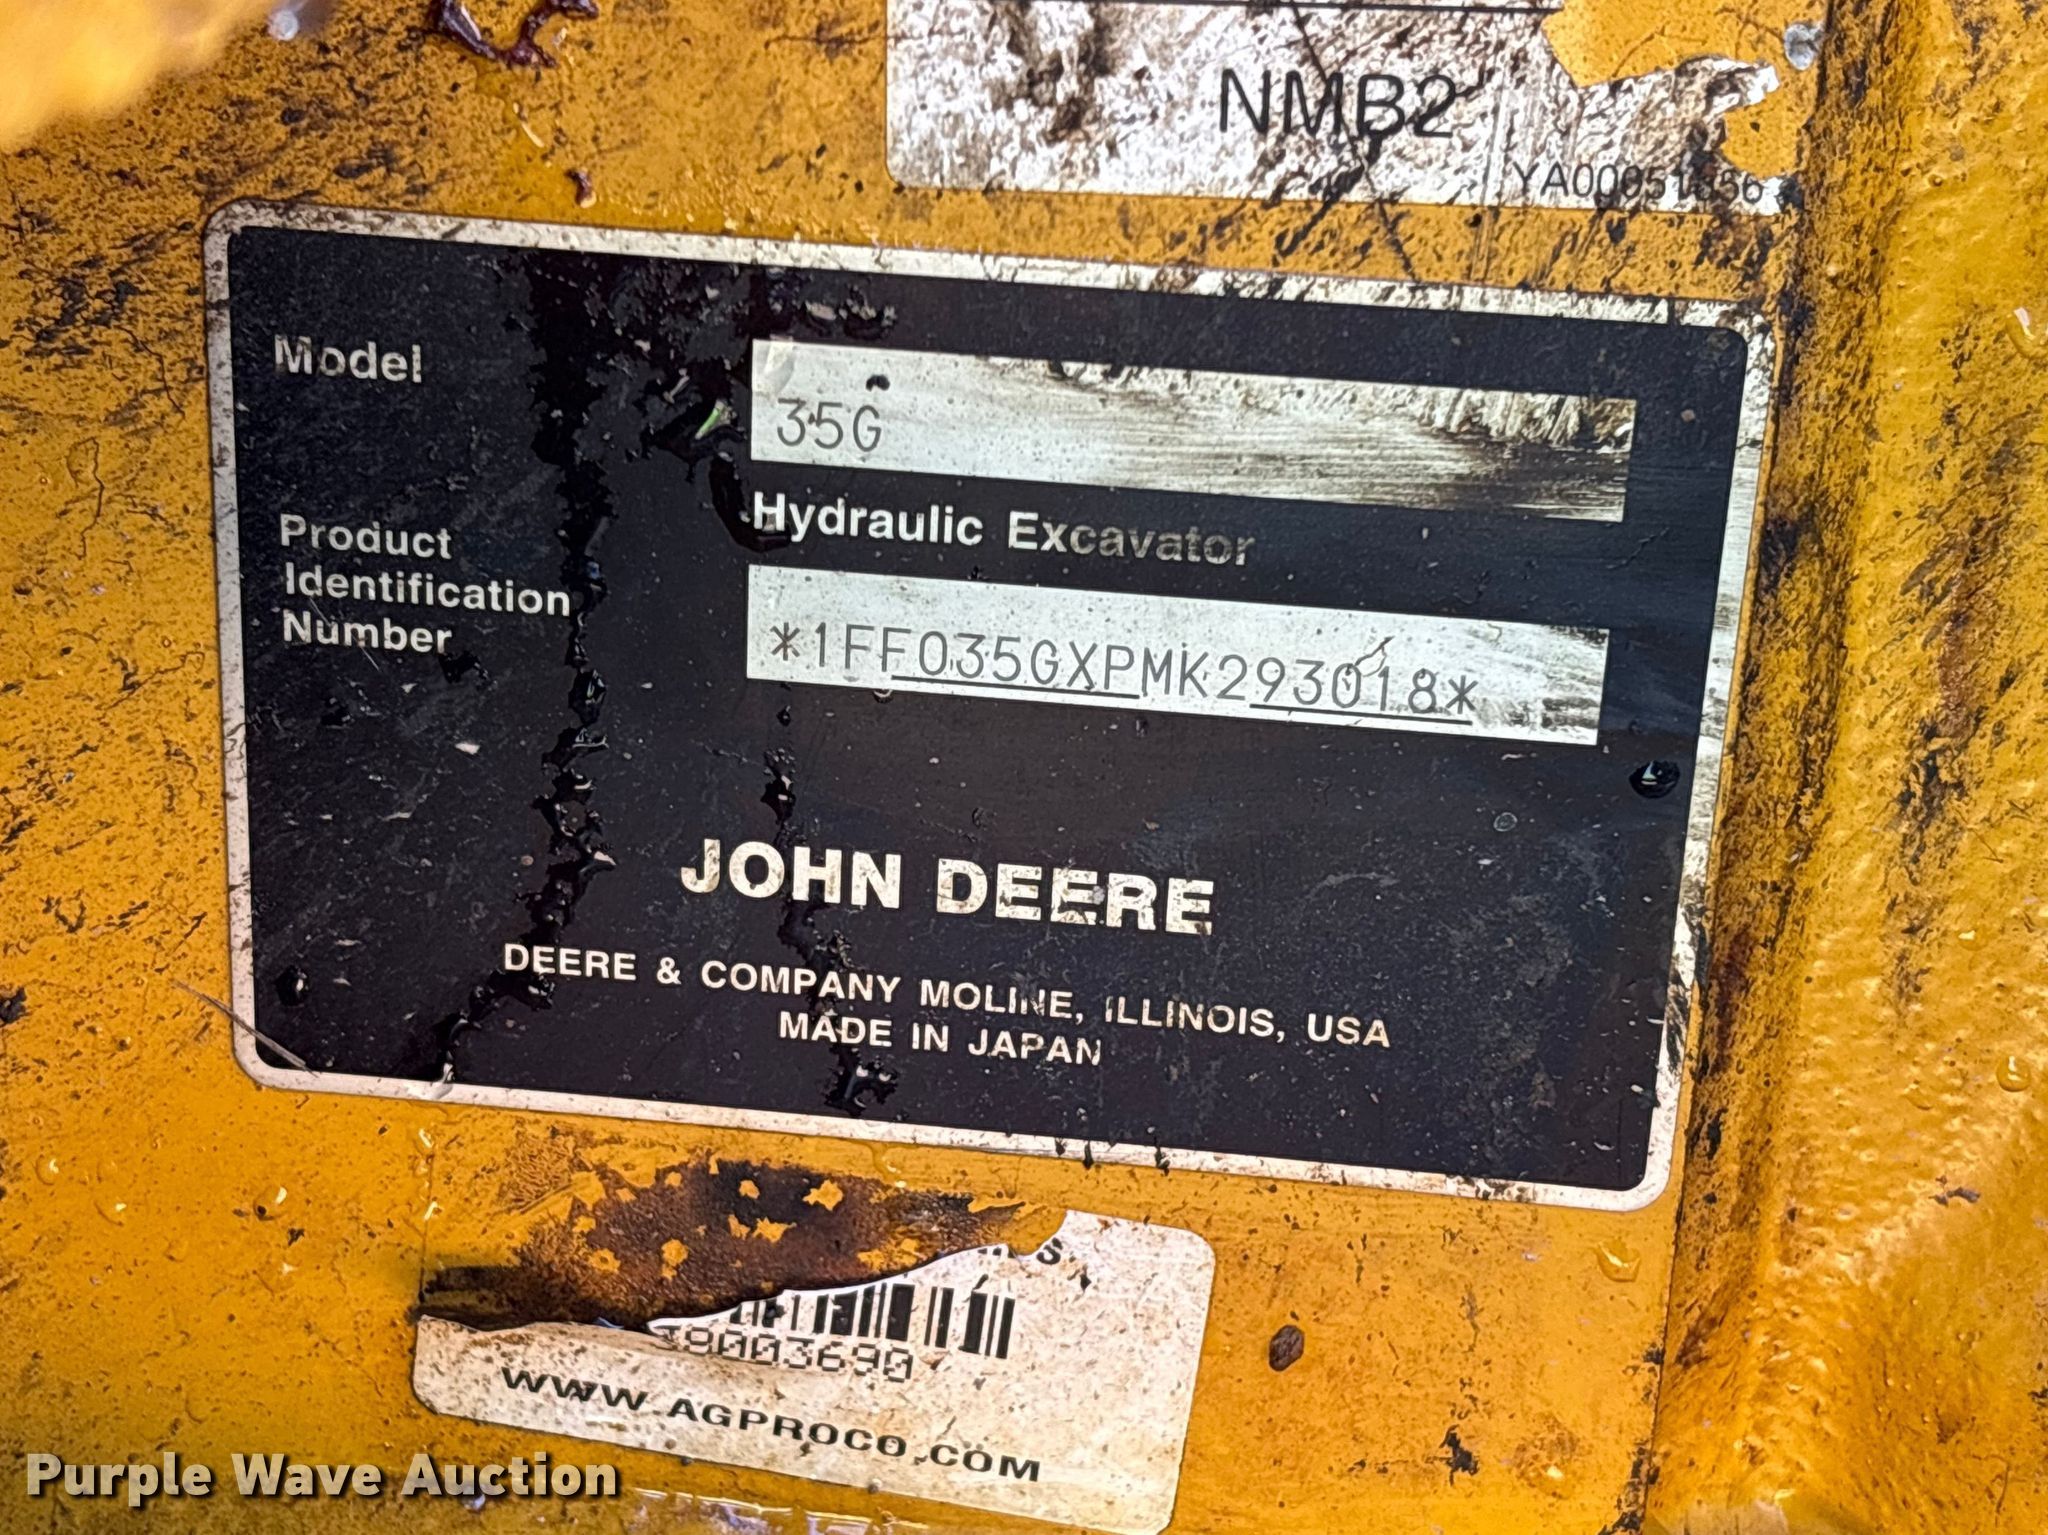 NMB2
Model
35G
Hydraulic Excavator
Product
Identification
Number
*1FF035GXPMK293018*
JOHN DEERE
DEERE & COMPANY MOLINE, ILLINOIS, USA
MADE IN JAPAN
39003690
WWW.AGPROCO.COM
Purple Wave Auction